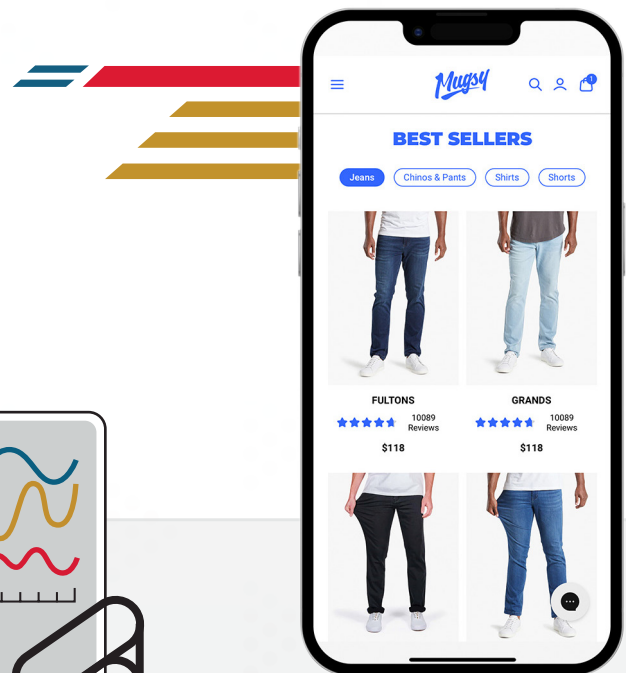 Mugsy
1
BEST SELLERS
Jeans
Chinos & Pants
Shirts
Shorts
FULTONS
10089
Reviews
$118
GRANDS
10089
Reviews
$118